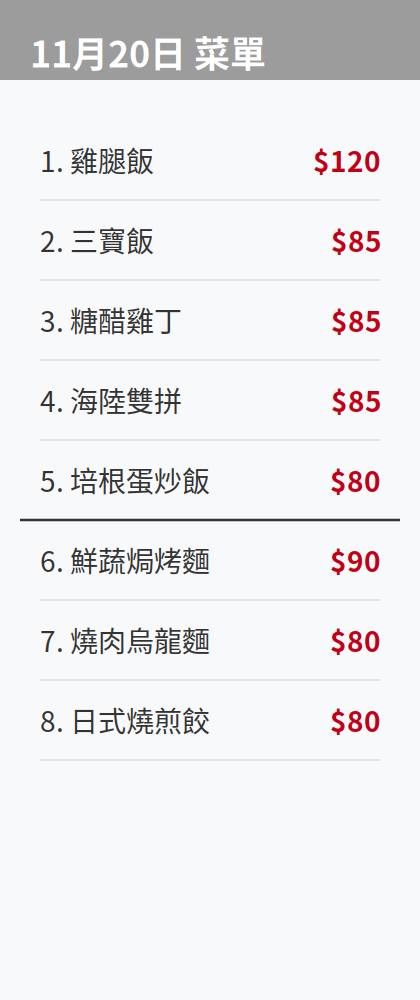 11月20日 菜單
1. 雞腿飯 $120
2. 三寶飯 $85
3. 糖醋雞丁 $85
4. 海陸雙拼 $85
5. 培根蛋炒飯 $80
6. 鮮蔬焗烤麵 $90
7. 燒肉烏龍麵 $80
8. 日式燒煎餃 $80